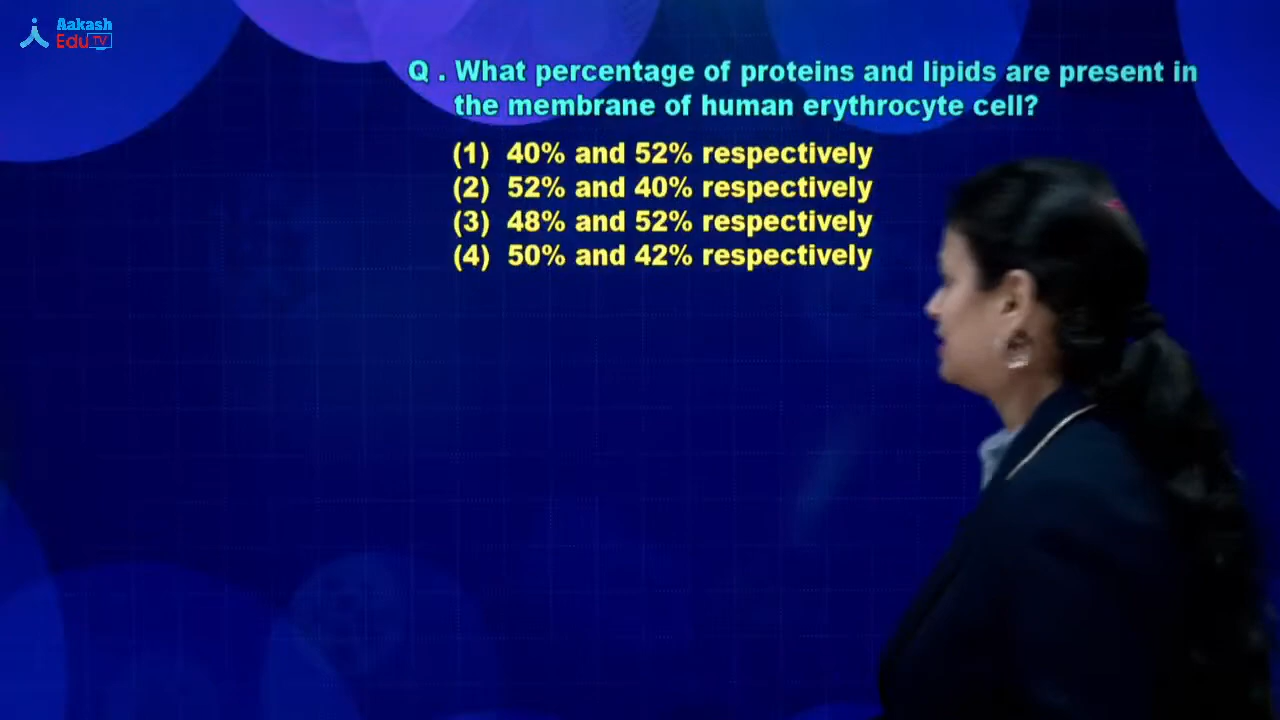 Aakash
Edu TV
Q . What percentage of proteins and lipids are present in
the membrane of human erythrocyte cell?
(1) 40% and 52% respectively
(2) 52% and 40% respectively
(3) 48% and 52% respectively
(4) 50% and 42% respectively